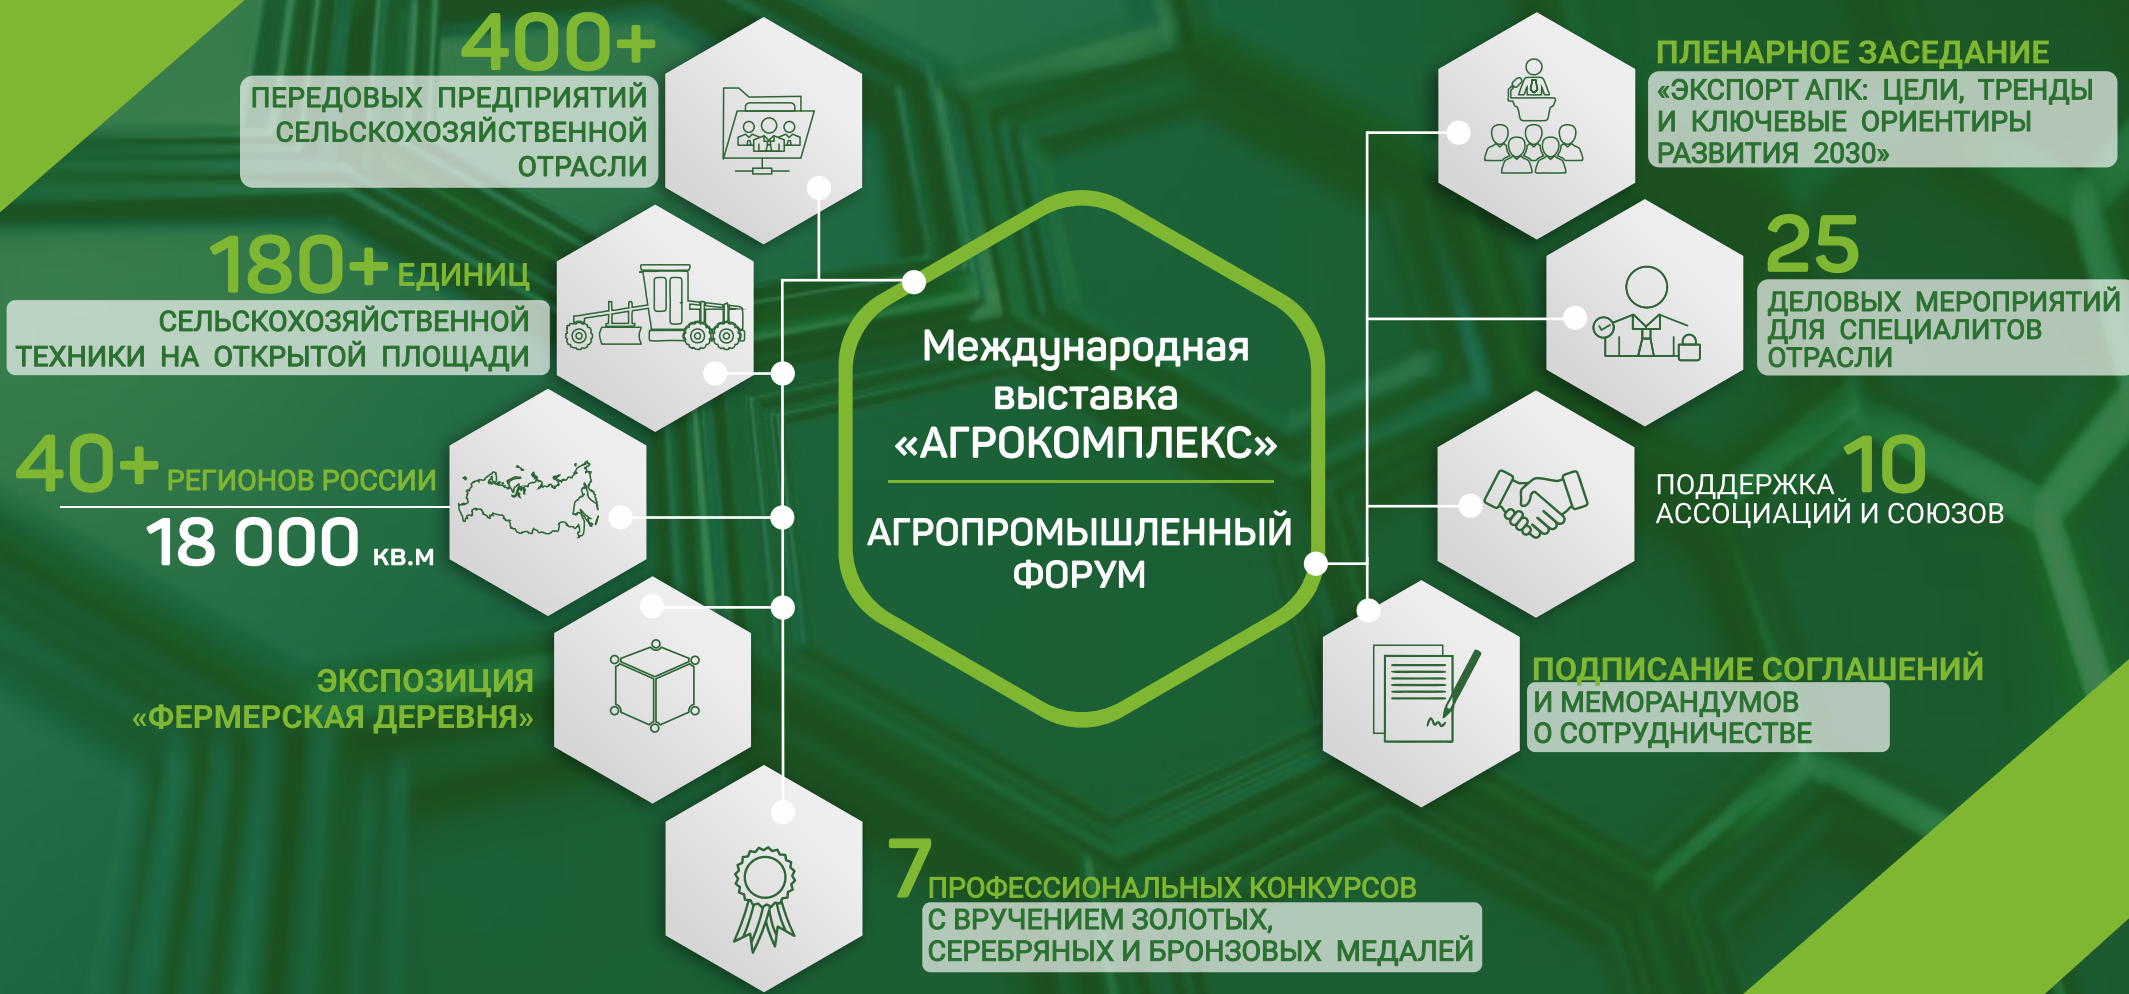 400+
ПЕРЕДОВЫХ ПРЕДПРИЯТИЙ
СЕЛЬСКОХОЗЯЙСТВЕННОЙ
ОТРАСЛИ
180+ ЕДИНИЦ
СЕЛЬСКОХОЗЯЙСТВЕННОЙ
ТЕХНИКИ НА ОТКРЫТОЙ ПЛОЩАДИ
40+ РЕГИОНОВ РОССИИ
18 000 КВ.М
ЭКСПОЗИЦИЯ
«ФЕРМЕРСКАЯ ДЕРЕВНЯ»
7 ПРОФЕССИОНАЛЬНЫХ КОНКУРСОВ
С ВРУЧЕНИЕМ ЗОЛОТЫХ,
СЕРЕБРЯНЫХ И БРОНЗОВЫХ МЕДАЛЕЙ
Международная
выставка
«АГРОКОМПЛЕКС»
АГРОПРОМЫШЛЕННЫЙ
ФОРУМ
ПЛЕНАРНОЕ ЗАСЕДАНИЕ
«ЭКСПОРТ АПК: ЦЕЛИ, ТРЕНДЫ
И КЛЮЧЕВЫЕ ОРИЕНТИРЫ
РАЗВИТИЯ 2030»
25
ДЕЛОВЫХ МЕРОПРИЯТИЙ
ДЛЯ СПЕЦИАЛИТОВ
ОТРАСЛИ
ПОДДЕРЖКА 10
АССОЦИАЦИЙ И СОЮЗОВ
ПОДПИСАНИЕ СОГЛАШЕНИЙ
И МЕМОРАНДУМОВ
О СОТРУДНИЧЕСТВЕ